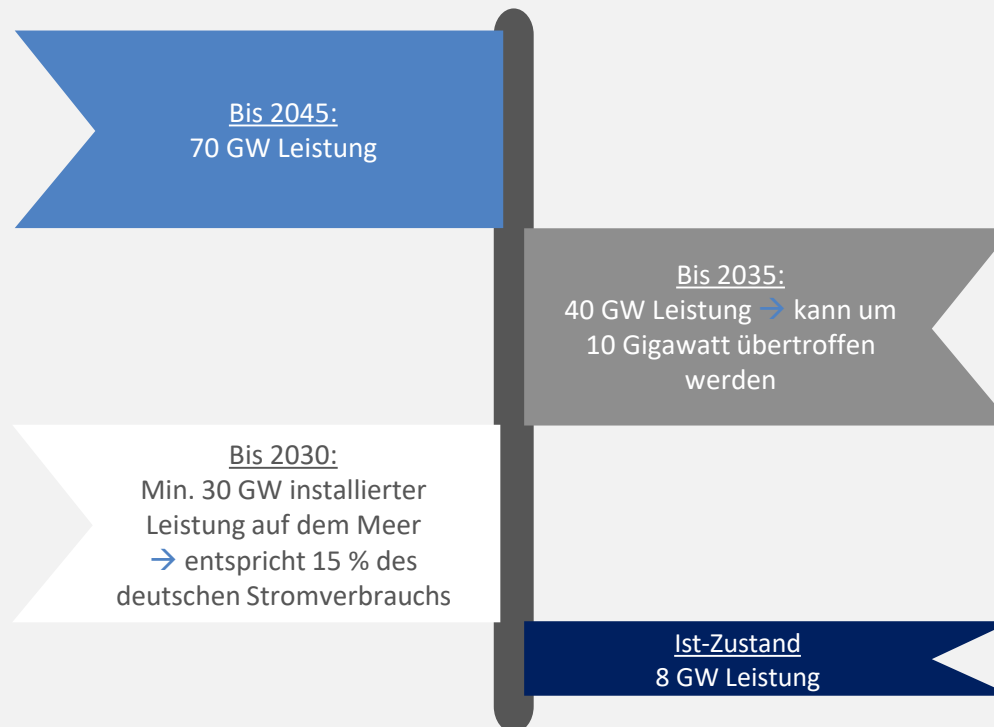 Bis 2045:
70 GW Leistung
Bis 2035:
40 GW Leistung → kann um
10 Gigawatt übertroffen
werden
Bis 2030:
Min. 30 GW installierter
Leistung auf dem Meer
→ entspricht 15 % des
deutschen Stromverbrauchs
Ist-Zustand
8 GW Leistung